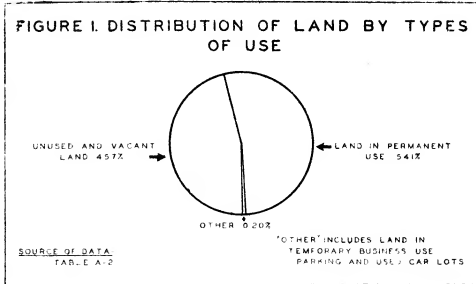 FIGURE 1. DISTRIBUTION OF LAND BY TYPES
OF USE
UNUSED AND VACANT
LAND 45.7%
LAND IN PERMANENT
USE 54.1%
OTHER 0.20%
SOURCE OF DATA:
TABLE A-2
"OTHER" INCLUDES LAND IN
TEMPORARY BUSINESS USE
PARKING AND USED CAR LOTS